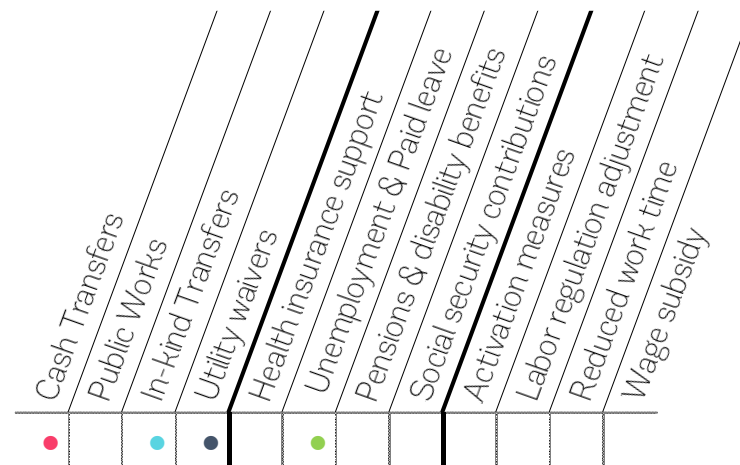 Cash Transfers
Public Works
In-kind Transfers
Utility waivers
Health insurance support
Unemployment & Paid leave
Pensions & disability benefits
Social security contributions
Activation measures
Labor regulation adjustment
Reduced work time
Wage subsidy